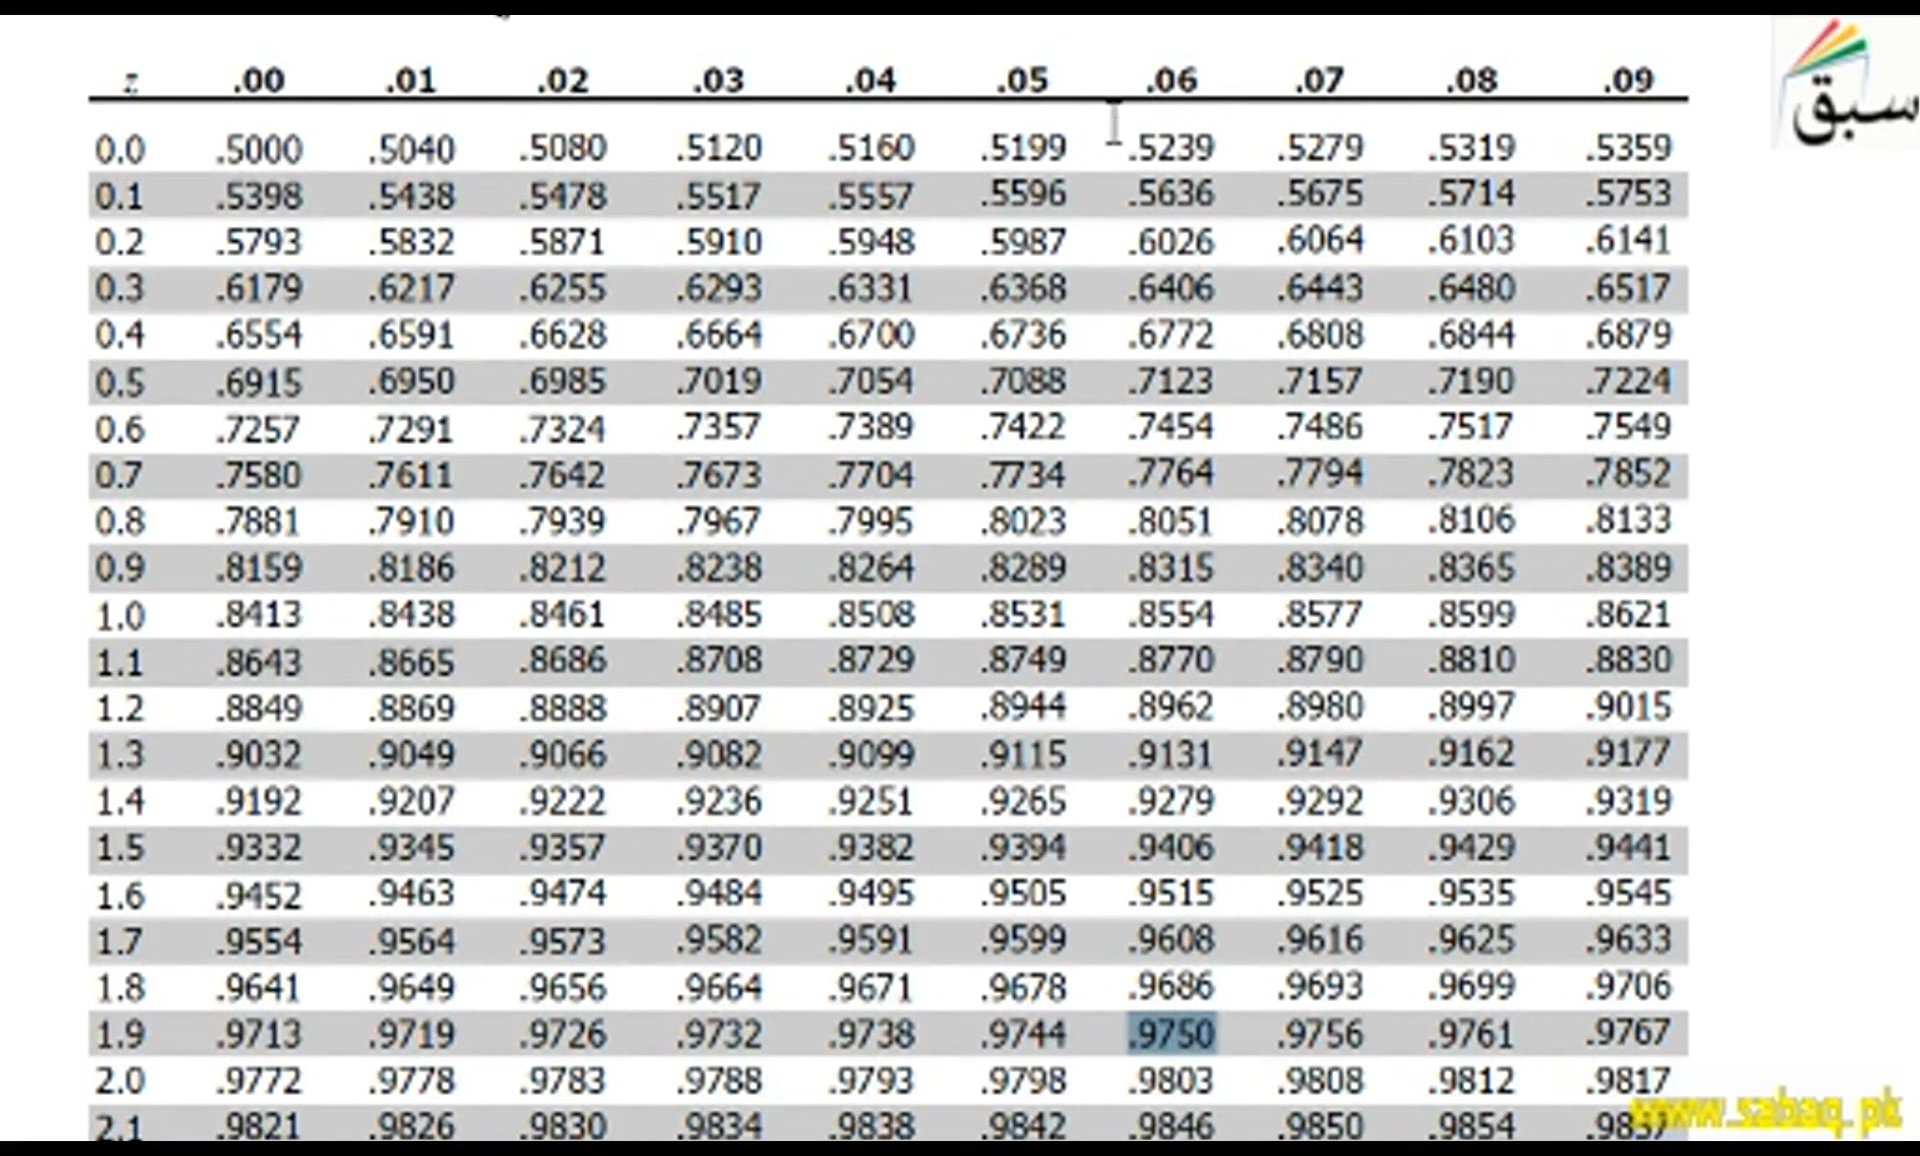 z .00 .01 .02 .03 .04 .05 .06 .07 .08 .09
سبق
0.0 .5000 .5040 .5080 .5120 .5160 .5199 .5239 .5279 .5319 .5359
0.1 .5398 .5438 .5478 .5517 .5557 .5596 .5636 .5675 .5714 .5753
0.2 .5793 .5832 .5871 .5910 .5948 .5987 .6026 .6064 .6103 .6141
0.3 .6179 .6217 .6255 .6293 .6331 .6368 .6406 .6443 .6480 .6517
0.4 .6554 .6591 .6628 .6664 .6700 .6736 .6772 .6808 .6844 .6879
0.5 .6915 .6950 .6985 .7019 .7054 .7088 .7123 .7157 .7190 .7224
0.6 .7257 .7291 .7324 .7357 .7389 .7422 .7454 .7486 .7517 .7549
0.7 .7580 .7611 .7642 .7673 .7704 .7734 .7764 .7794 .7823 .7852
0.8 .7881 .7910 .7939 .7967 .7995 .8023 .8051 .8078 .8106 .8133
0.9 .8159 .8186 .8212 .8238 .8264 .8289 .8315 .8340 .8365 .8389
1.0 .8413 .8438 .8461 .8485 .8508 .8531 .8554 .8577 .8599 .8621
1.1 .8643 .8665 .8686 .8708 .8729 .8749 .8770 .8790 .8810 .8830
1.2 .8849 .8869 .8888 .8907 .8925 .8944 .8962 .8980 .8997 .9015
1.3 .9032 .9049 .9066 .9082 .9099 .9115 .9131 .9147 .9162 .9177
1.4 .9192 .9207 .9222 .9236 .9251 .9265 .9279 .9292 .9306 .9319
1.5 .9332 .9345 .9357 .9370 .9382 .9394 .9406 .9418 .9429 .9441
1.6 .9452 .9463 .9474 .9484 .9495 .9505 .9515 .9525 .9535 .9545
1.7 .9554 .9564 .9573 .9582 .9591 .9599 .9608 .9616 .9625 .9633
1.8 .9641 .9649 .9656 .9664 .9671 .9678 .9686 .9693 .9699 .9706
1.9 .9713 .9719 .9726 .9732 .9738 .9744 .9750 .9756 .9761 .9767
2.0 .9772 .9778 .9783 .9788 .9793 .9798 .9803 .9808 .9812 .9817
2.1 .9821 .9826 .9830 .9834 .9838 .9842 .9846 .9850 .9854 .9857
www.sabaq.pk